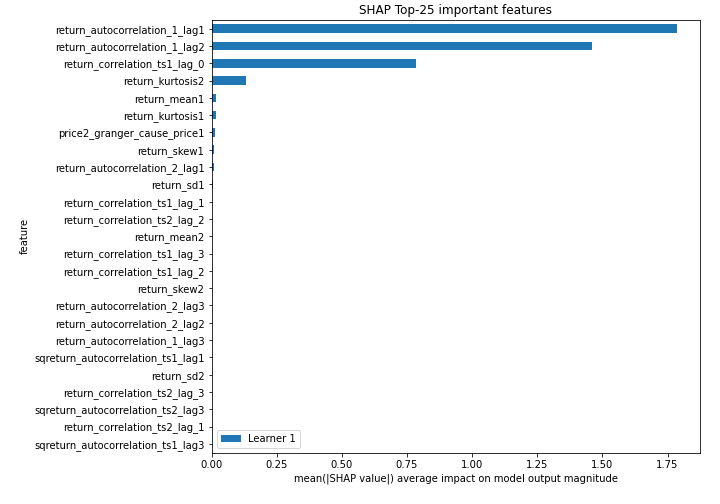 SHAP Top-25 important features
return_autocorrelation_1_lag1
return_autocorrelation_1_lag2
return_correlation_ts1_lag_0
return_kurtosis2
return_mean1
return_kurtosis1
price2_granger_cause_price1
return_skew1
return_autocorrelation_2_lag1
return_sd1
return_correlation_ts1_lag_1
return_correlation_ts2_lag_2
return_mean2
return_correlation_ts1_lag_3
return_correlation_ts1_lag_2
return_skew2
return_autocorrelation_2_lag3
return_autocorrelation_2_lag2
return_autocorrelation_1_lag3
sqreturn_autocorrelation_ts1_lag1
return_sd2
return_correlation_ts2_lag_3
sqreturn_autocorrelation_ts2_lag3
return_correlation_ts2_lag_1
sqreturn_autocorrelation_ts1_lag3
feature
Learner 1
0.00 0.25 0.50 0.75 1.00 1.25 1.50 1.75
mean(|SHAP value|) average impact on model output magnitude